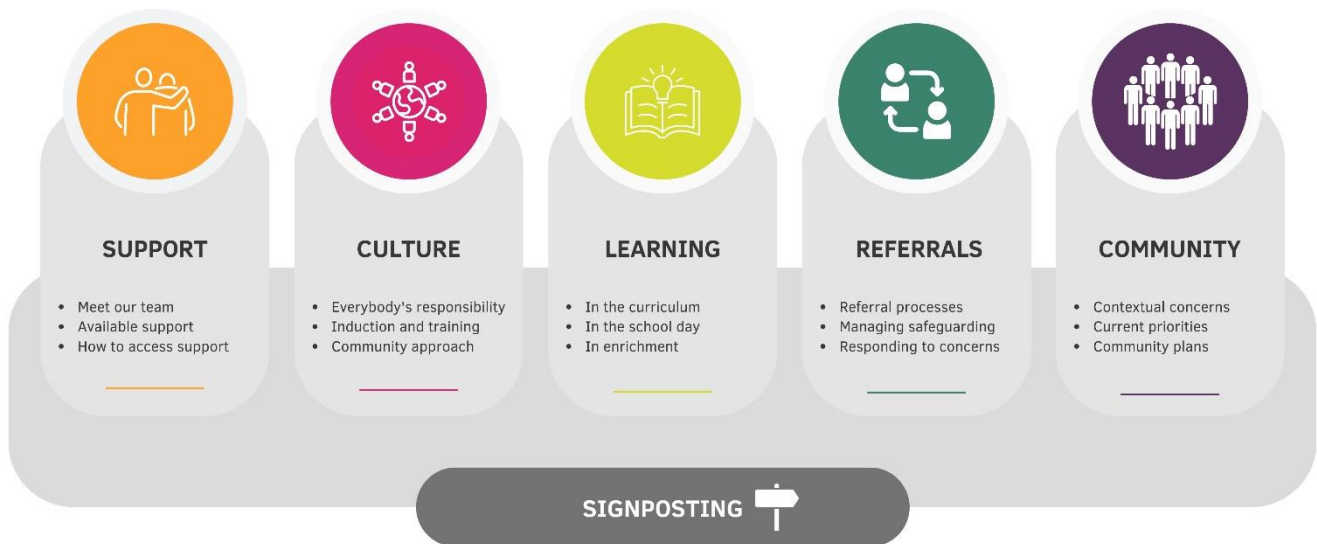 SUPPORT
• Meet our team
• Available support
• How to access support
CULTURE
• Everybody's responsibility
• Induction and training
• Community approach
LEARNING
• In the curriculum
• In the school day
• In enrichment
REFERRALS
• Referral processes
• Managing safeguarding
• Responding to concerns
COMMUNITY
• Contextual concerns
• Current priorities
• Community plans
SIGNPOSTING